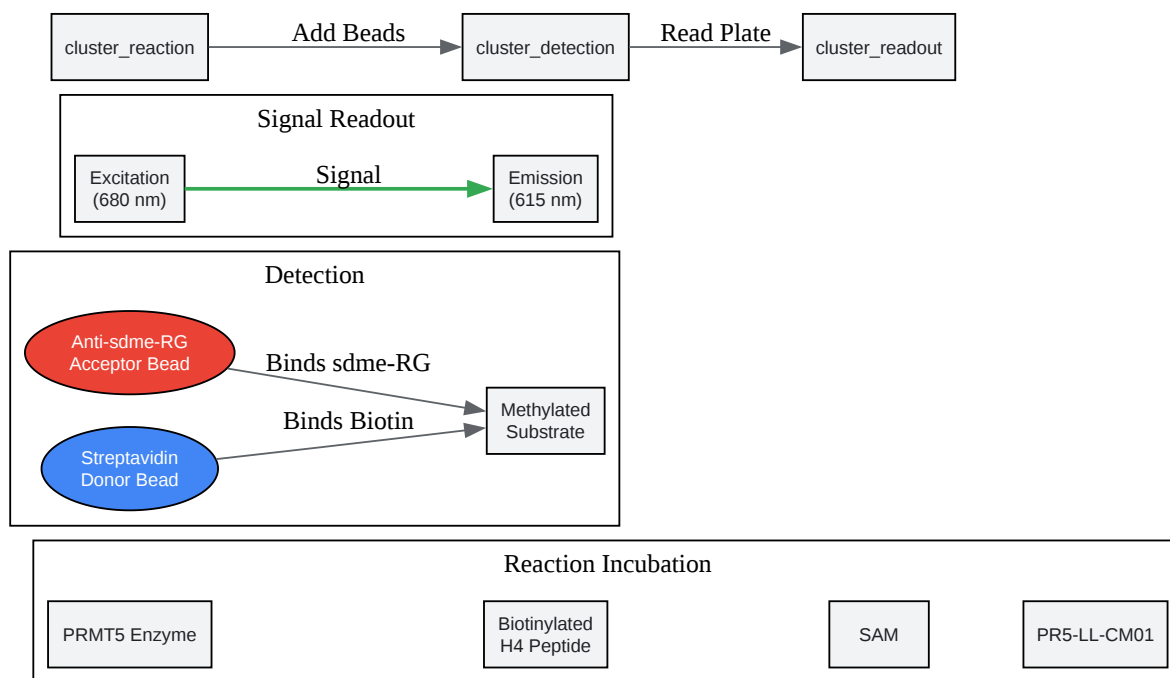 cluster_reaction
Add Beads
cluster_detection
Read Plate
cluster_readout
Signal Readout
Excitation
(680 nm)
Signal
Emission
(615 nm)
Detection
Anti-sdme-RG
Acceptor Bead
Binds sdme-RG
Methylated
Substrate
Binds Biotin
Streptavidin
Donor Bead
Reaction Incubation
PRMT5 Enzyme
Biotinylated
H4 Peptide
SAM
PR5-LL-CM01